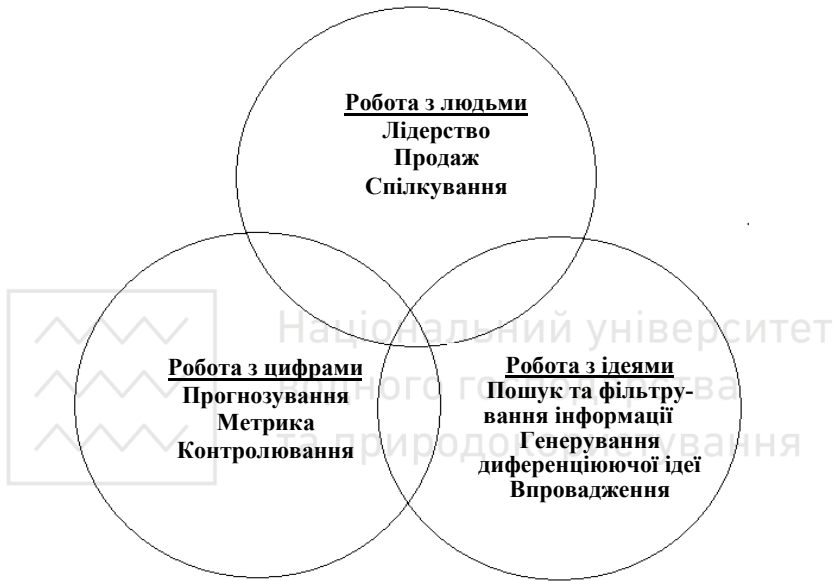 Робота з людьми
Лідерство
Продаж
Спілкування
Національний університет
водного господарства
та природокористування
Робота з цифрами
Прогнозування
Метрика
Контролювання
Робота з ідеями
Пошук та фільтру-
вання інформації
Генерування
диференціюючої ідеї
Впровадження